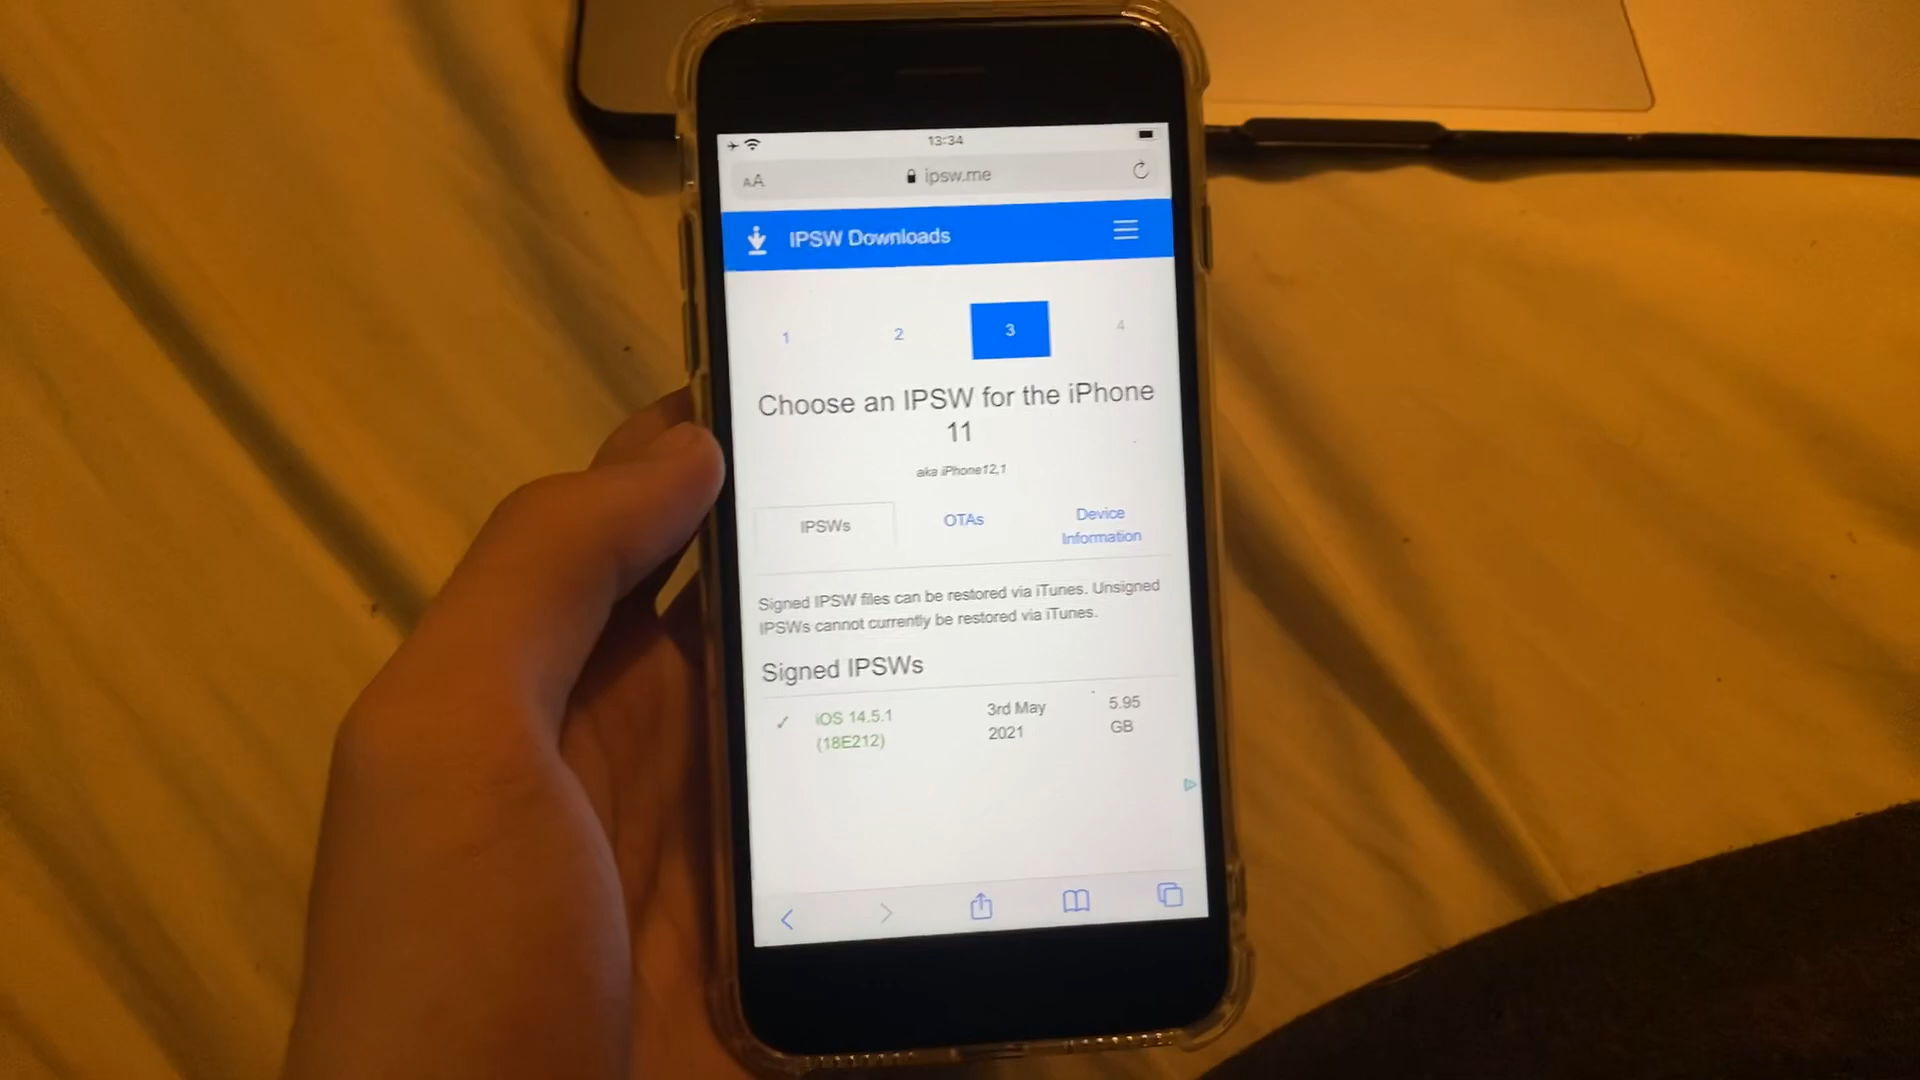 13:34
AA ipsw.me
IPSW Downloads
1 2 3 4
Choose an IPSW for the iPhone
11
aka iPhone12,1
IPSWs OTAs Device
Information
Signed IPSW files can be restored via iTunes. Unsigned
IPSWs cannot currently be restored via iTunes.
Signed IPSWs
✓ iOS 14.5.1 3rd May 5.95
(18E212) 2021 GB